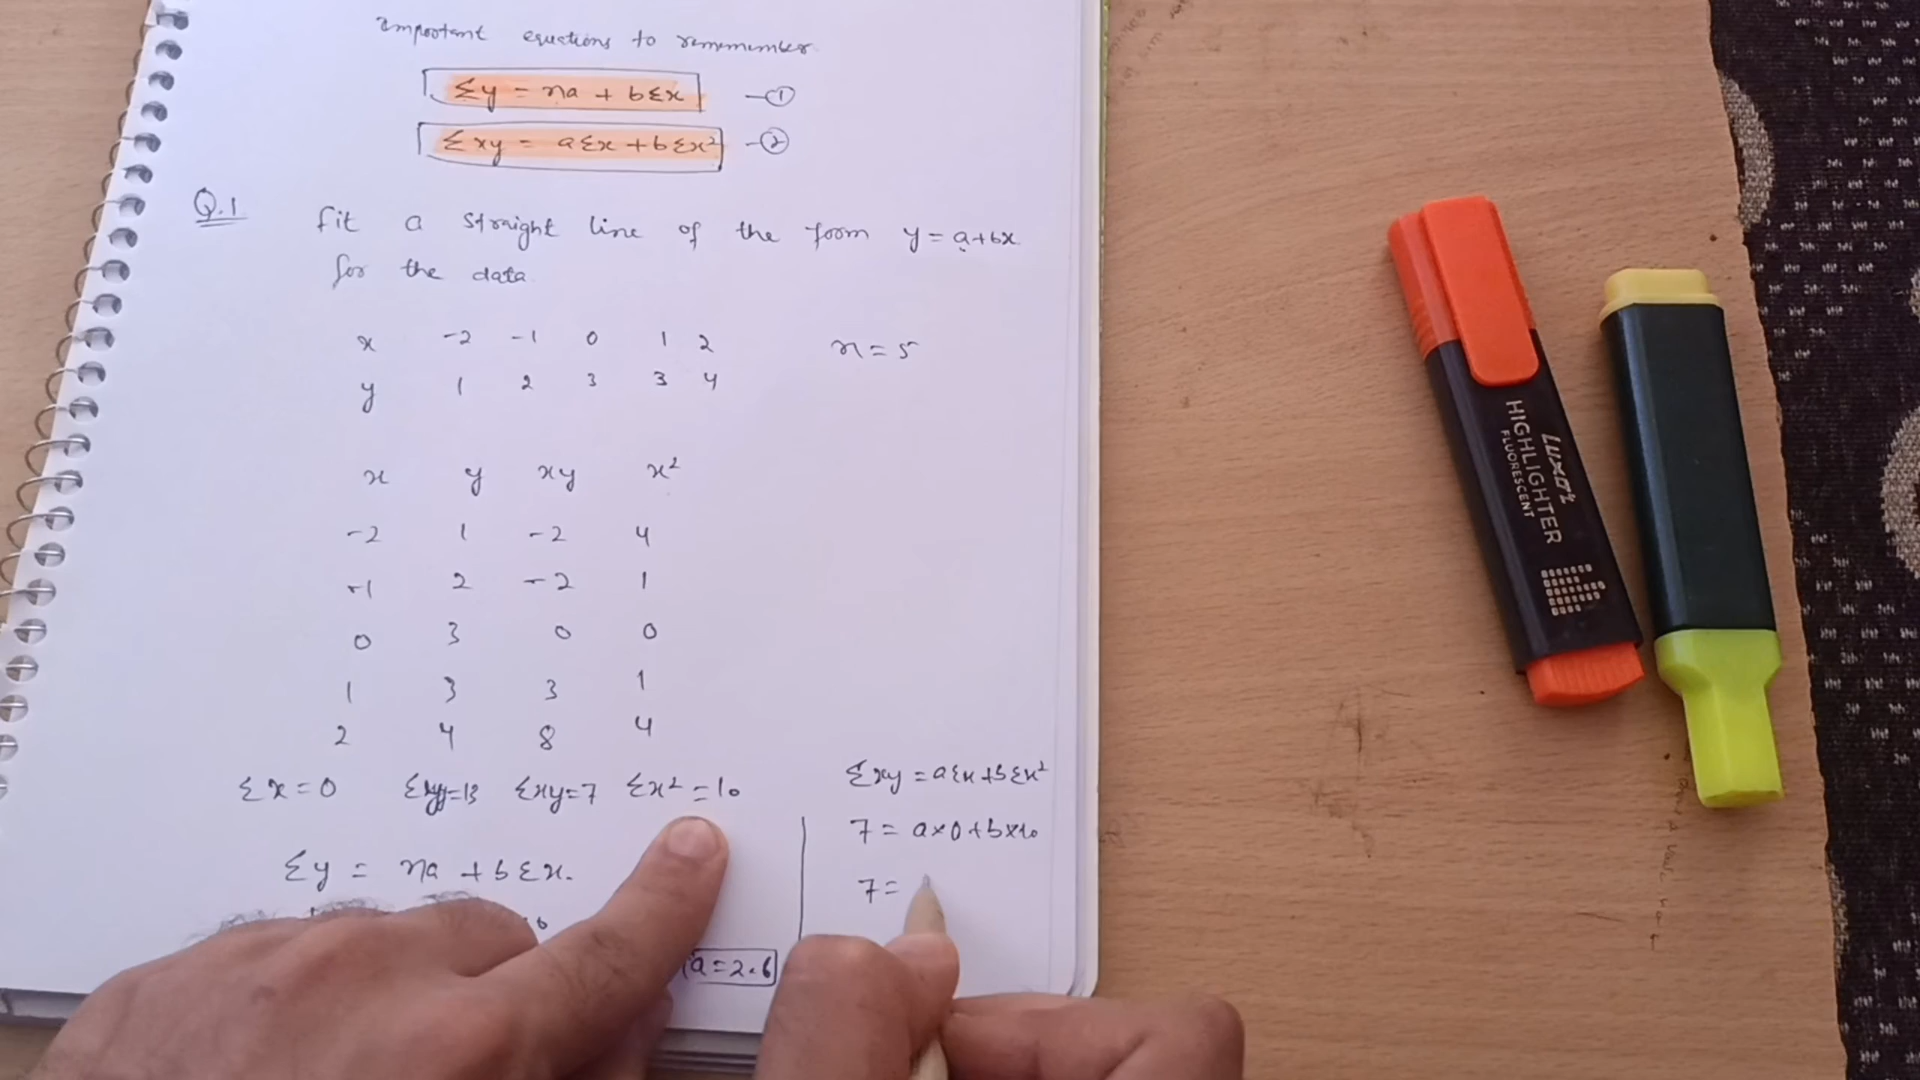 important equations to rememember
Σy = na + bΣx —①
Σxy = aΣx + bΣx² —②
Q.1 fit a straight line of the form y = a+bx
for the data
x -2 -1 0 1 2 n = 5
y 1 2 3 3 4
x y xy x²
-2 1 -2 4
-1 2 -2 1
0 3 0 0
1 3 3 1
2 4 8 4
Σx = 0 Σy=13 Σxy=7 Σx² = 10
Σy = na + bΣx.
a = 2.6
Σxy = aΣx+bΣx²
7 = a×0+b×10
7 =
Luxor
HIGHLIGHTER
FLUORESCENT